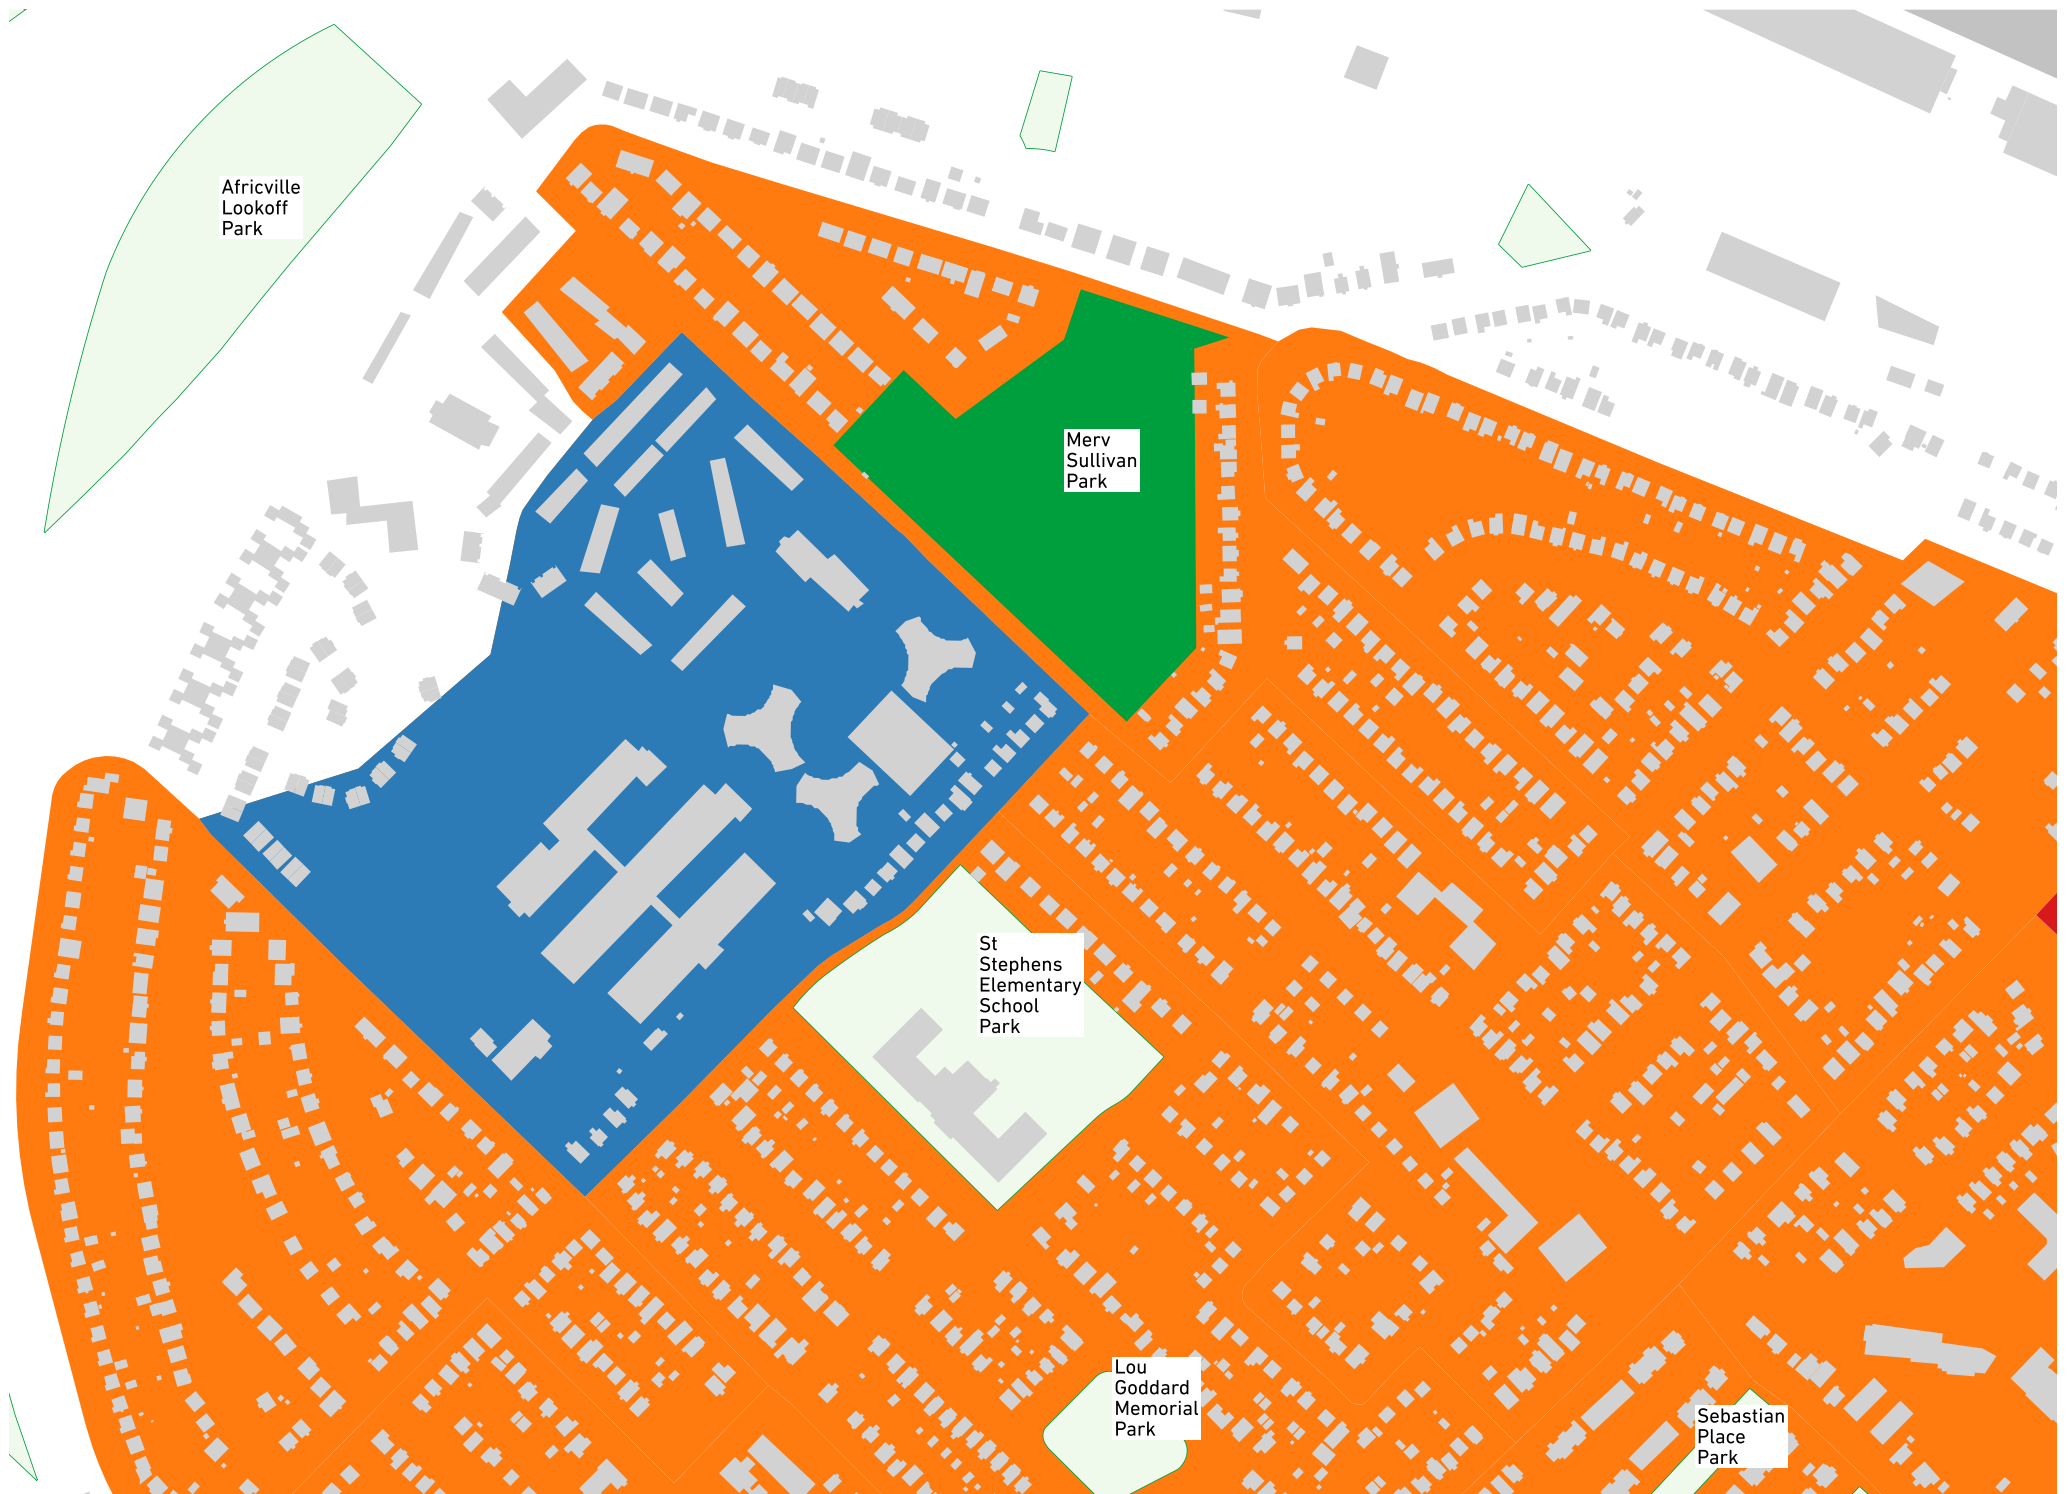 Africville
Lookoff
Park
Merv
Sullivan
Park
St
Stephens
Elementary
School
Park
Lou
Goddard
Memorial
Park
Sebastian
Place
Park